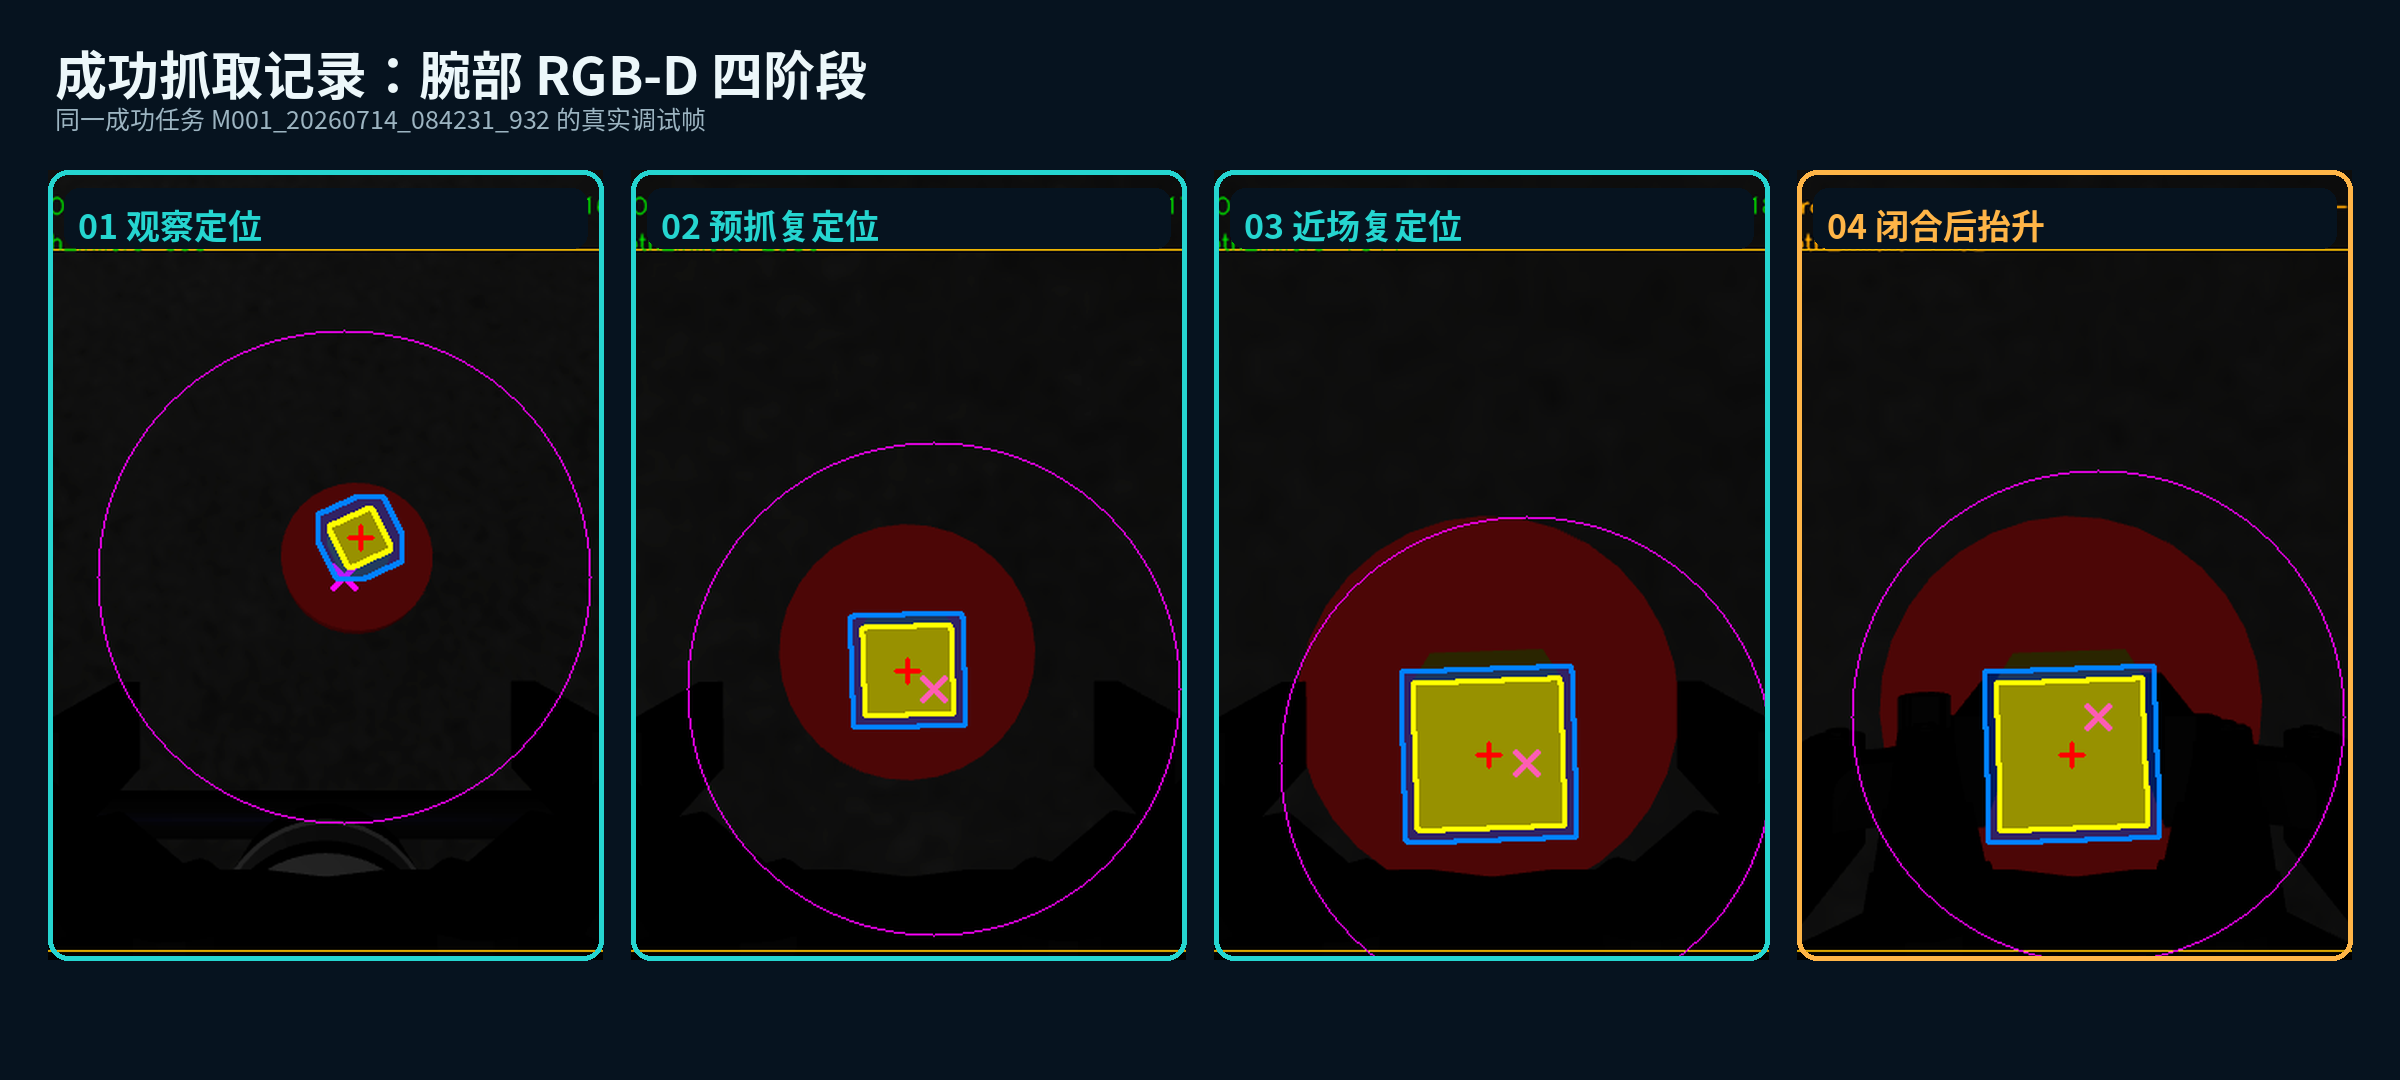 成功抓取记录：腕部 RGB-D 四阶段
同一成功任务 M001_20260714_084231_932 的真实调试帧
01 观察定位
02 预抓复定位
03 近场复定位
04 闭合后抬升